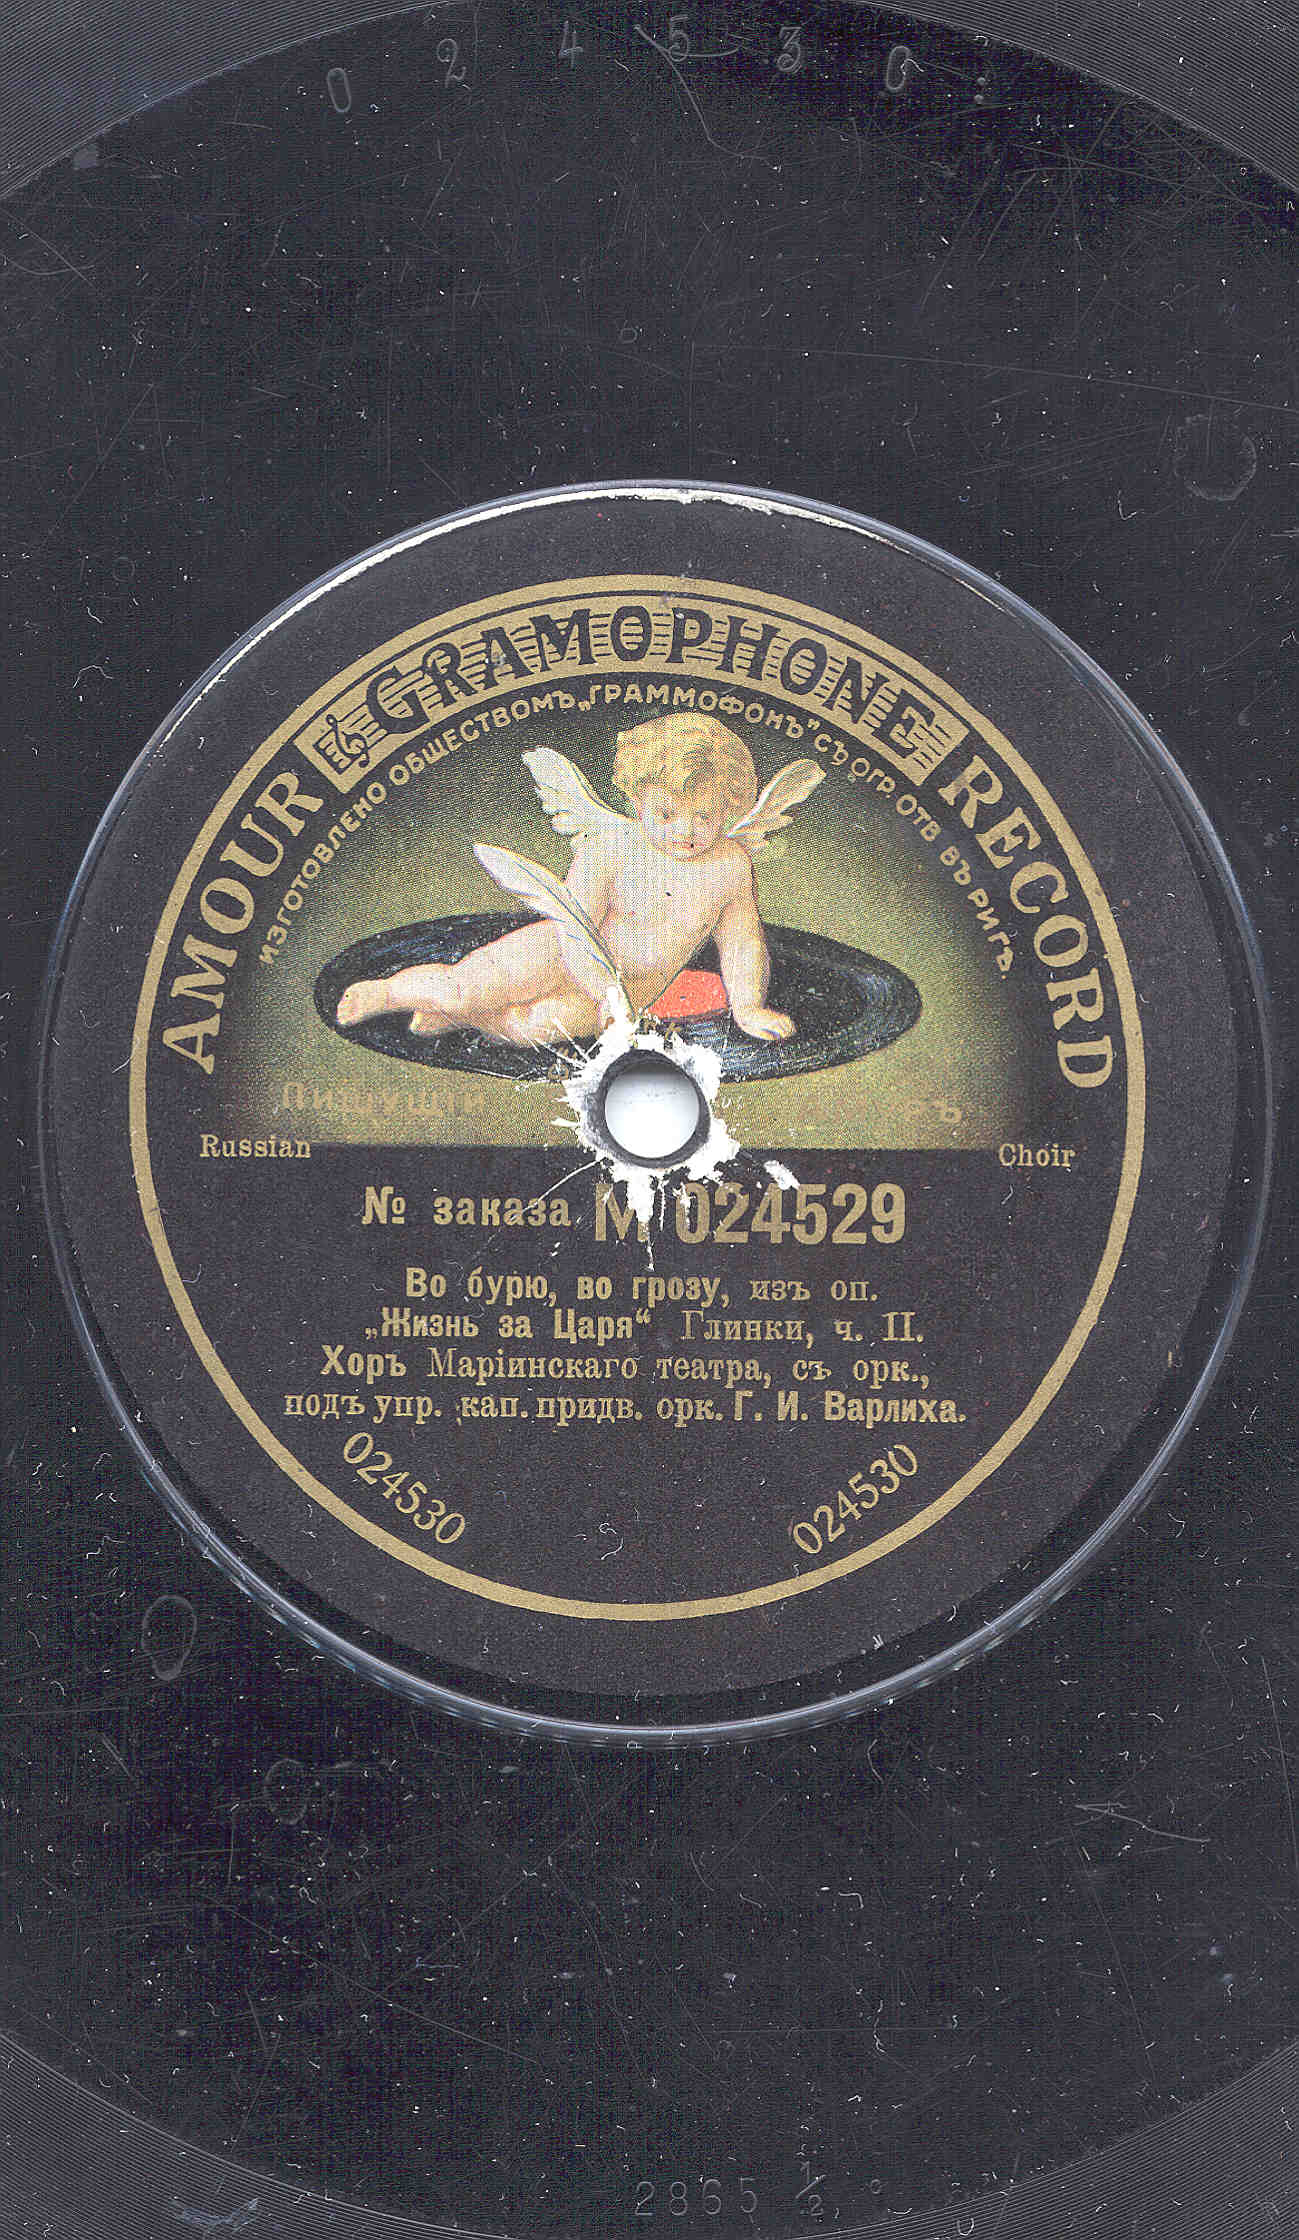 0 2 4 5 3 0
AMOUR GRAMOPHONE RECORD
ИЗГОТОВЛЕНО ОБЩЕСТВОМЪ „ГРАММОФОНЪ" СЪ ОГР. ОТВ ВЪ РИГѢ.
Пишущій
Russian Choir
№ заказа М 024529
Во бурю, во грозу, изъ оп.
„Жизнь за Царя“ Глинки, ч. II.
Хоръ Маріинскаго театра, съ орк.,
подъ упр. кап. придв. орк. Г. И. Варлиха.
024530 024530
2865 ½